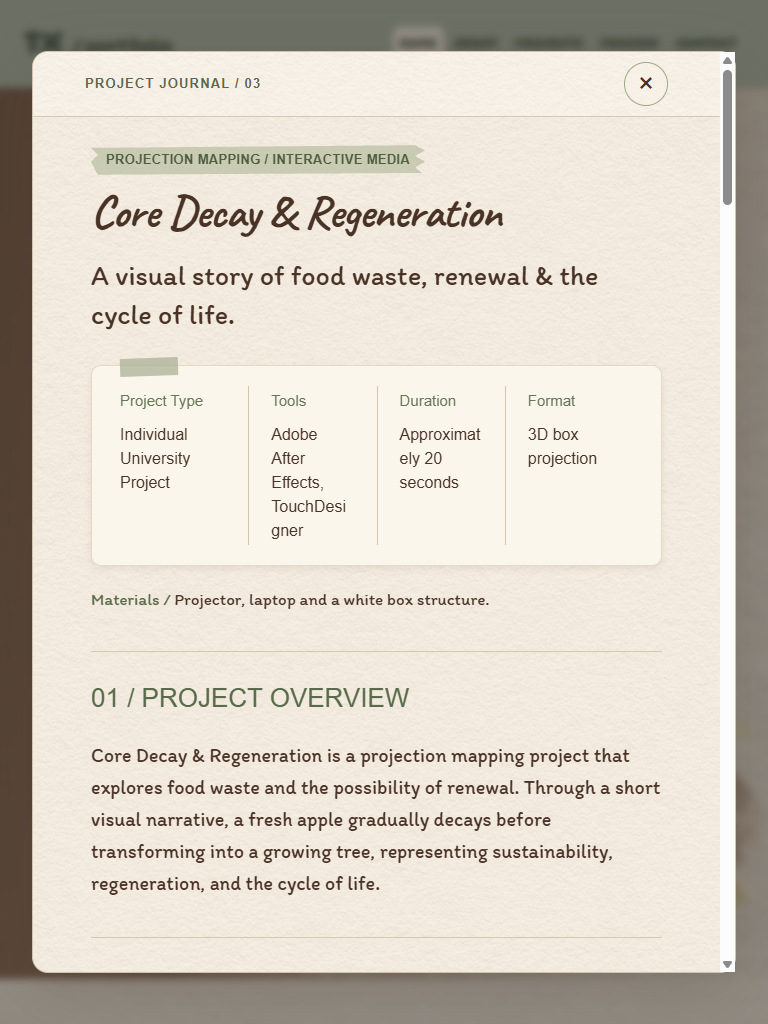 PROJECT JOURNAL / 03
PROJECTION MAPPING / INTERACTIVE MEDIA
Core Decay & Regeneration
A visual story of food waste, renewal & the
cycle of life.
Project Type
Individual
University
Project
Tools
Adobe
After
Effects,
TouchDesi
gner
Duration
Approximat
ely 20
seconds
Format
3D box
projection
Materials / Projector, laptop and a white box structure.
01 / PROJECT OVERVIEW
Core Decay & Regeneration is a projection mapping project that
explores food waste and the possibility of renewal. Through a short
visual narrative, a fresh apple gradually decays before
transforming into a growing tree, representing sustainability,
regeneration, and the cycle of life.